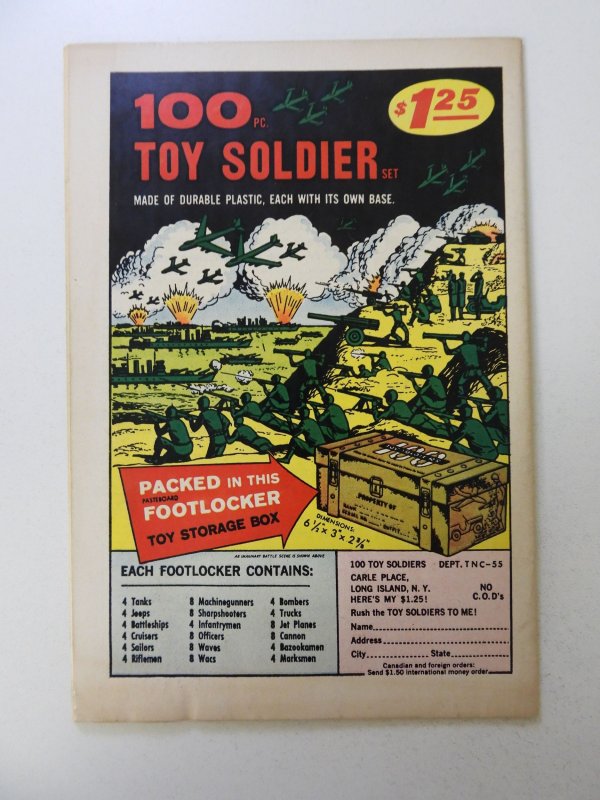 100 PC.
$1 25
TOY SOLDIER SET
MADE OF DURABLE PLASTIC, EACH WITH ITS OWN BASE.
PACKED IN THIS
PASTEBOARD
FOOTLOCKER
TOY STORAGE BOX
PROPERTY OF
DIMENSIONS:
6 1/2" x 3" x 2 3/8"
AN IMAGINARY BATTLE SCENE IS SHOWN ABOVE
EACH FOOTLOCKER CONTAINS:
4 Tanks
4 Jeeps
4 Battleships
4 Cruisers
4 Sailors
4 Riflemen
8 Machinegunners
8 Sharpshooters
4 Infantrymen
8 Officers
8 Waves
8 Wacs
4 Bombers
4 Trucks
8 Jet Planes
8 Cannon
4 Bazookamen
4 Marksmen
100 TOY SOLDIERS DEPT. TNC-55
CARLE PLACE,
LONG ISLAND, N. Y.
HERE'S MY $1.25!
NO
C.O.D's
Rush the TOY SOLDIERS TO ME!
Name
Address
City State
Canadian and foreign orders:
Send $1.50 international money order